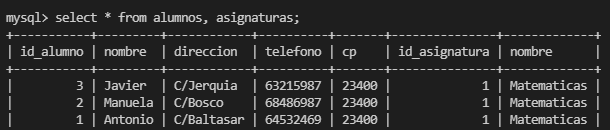 mysql> select * from alumnos, asignaturas;
+-----------+---------+------------+----------+-------+---------------+-------------+
| id_alumno | nombre | direccion | telefono | cp | id_asignatura | nombre |
+-----------+---------+------------+----------+-------+---------------+-------------+
| 3 | Javier | C/Jerquia | 63215987 | 23400 | 1 | Matematicas |
| 2 | Manuela | C/Bosco | 68486987 | 23400 | 1 | Matematicas |
| 1 | Antonio | C/Baltasar | 64532469 | 23400 | 1 | Matematicas |